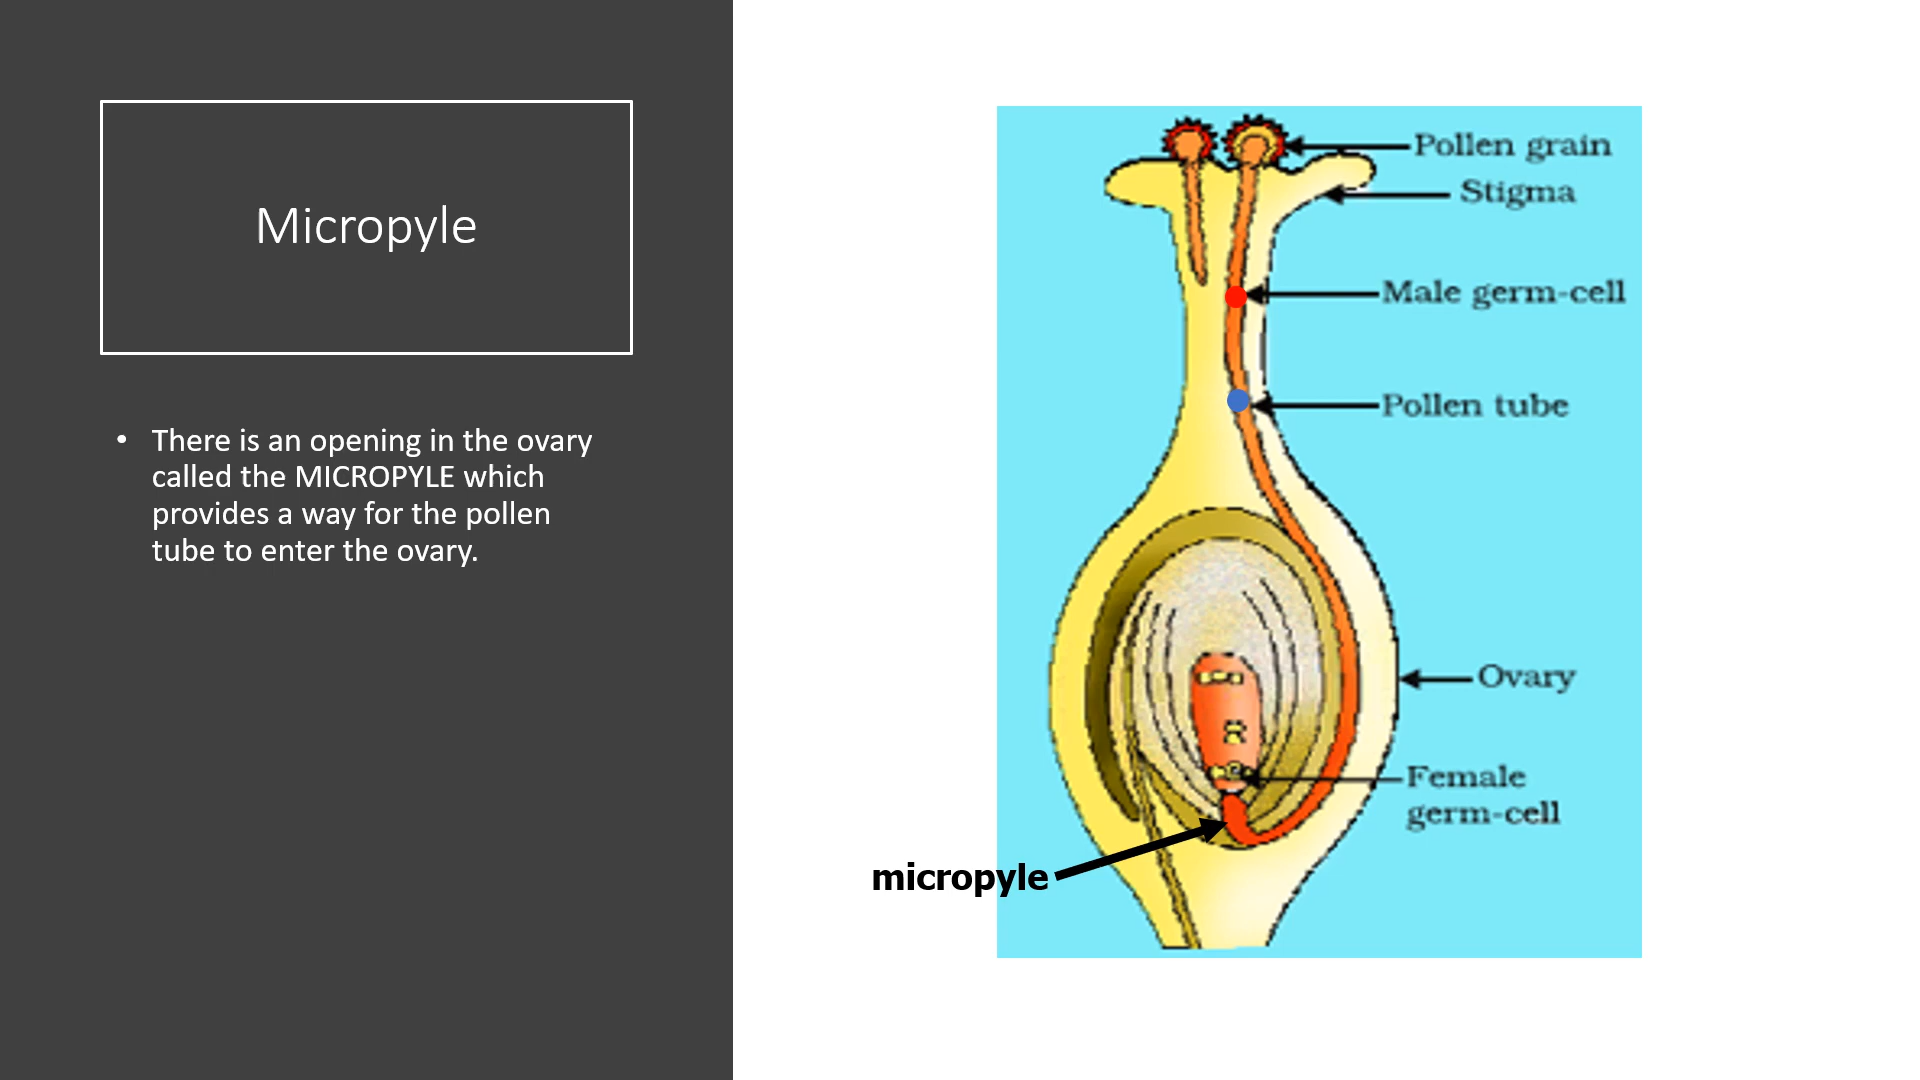 Micropyle
• There is an opening in the ovary
called the MICROPYLE which
provides a way for the pollen
tube to enter the ovary.
Pollen grain
Stigma
Male germ-cell
Pollen tube
Ovary
Female
germ-cell
micropyle